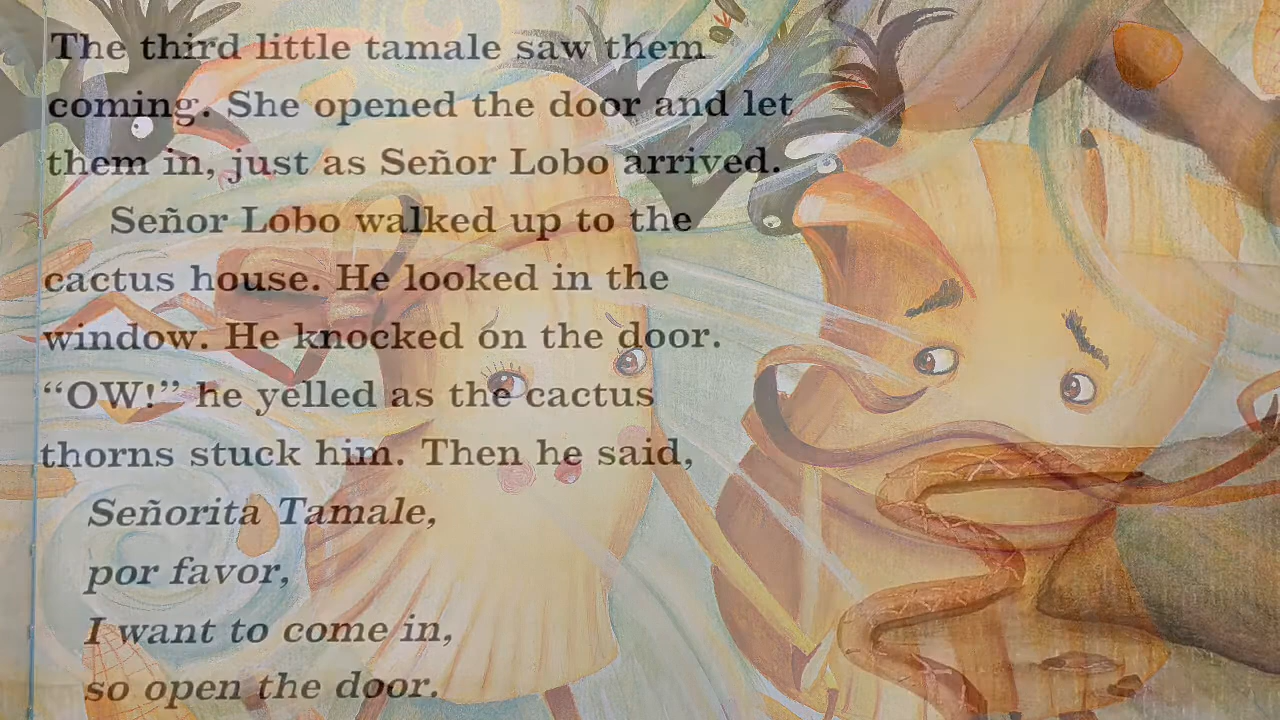 The third little tamale saw them
coming. She opened the door and let
them in, just as Señor Lobo arrived.
Señor Lobo walked up to the
cactus house. He looked in the
window. He knocked on the door.
“OW!” he yelled as the cactus
thorns stuck him. Then he said,
Señorita Tamale,
por favor,
I want to come in,
so open the door.